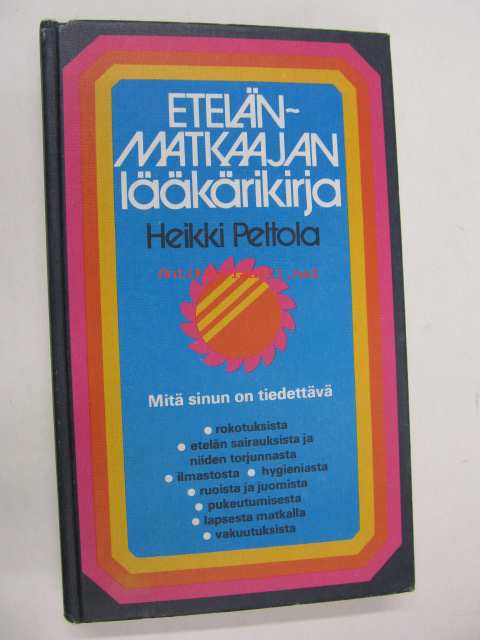 ETELÄN-
MATKAAJAN
lääkärikirja
Heikki Peltola
Mitä sinun on tiedettävä
• rokotuksista
• etelän sairauksista ja
niiden torjunnasta
• ilmastosta • hygieniasta
• ruoista ja juomista
• pukeutumisesta
• lapsesta matkalla
• vakuutuksista